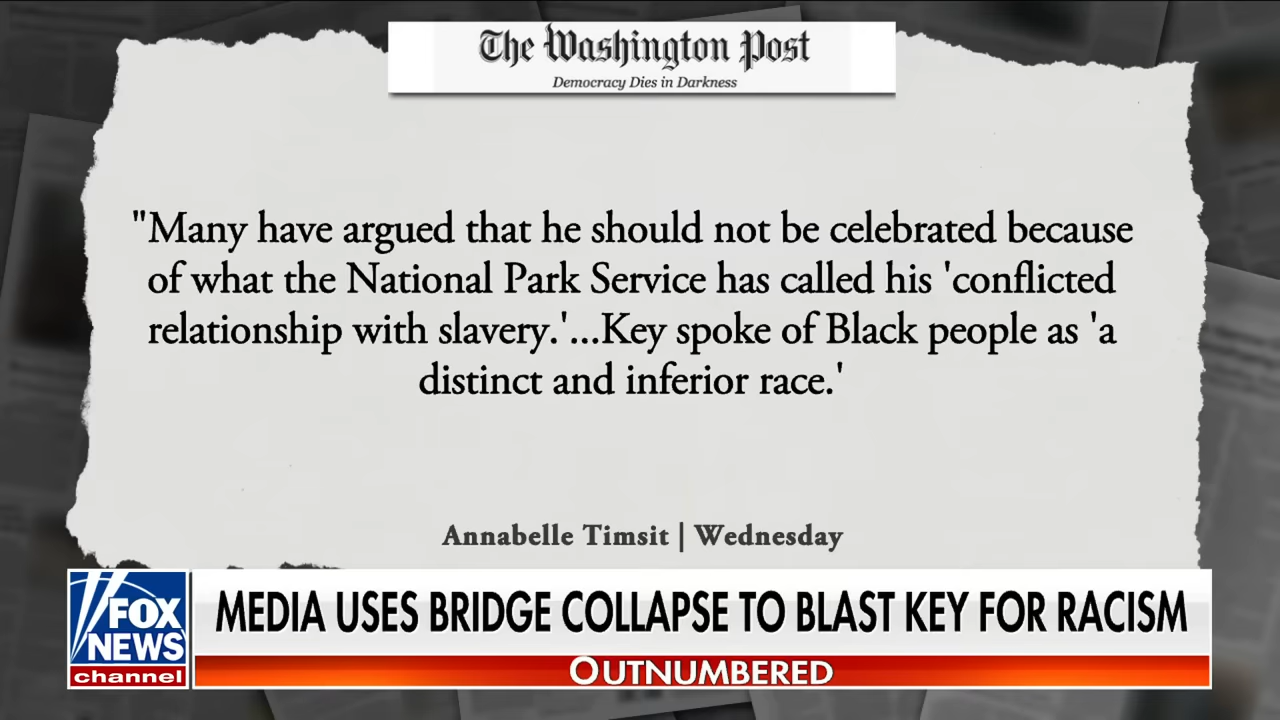 The Washington Post
Democracy Dies in Darkness
"Many have argued that he should not be celebrated because
of what the National Park Service has called his 'conflicted
relationship with slavery.'...Key spoke of Black people as 'a
distinct and inferior race.'
Annabelle Timsit | Wednesday
FOX
NEWS
channel
MEDIA USES BRIDGE COLLAPSE TO BLAST KEY FOR RACISM
OUTNUMBERED